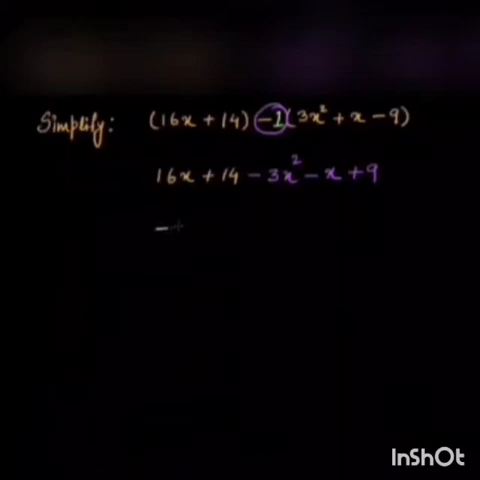 Simplify: (16x + 14) -1(3x² + x - 9)
16x + 14 - 3x² - x + 9
-
InShOt